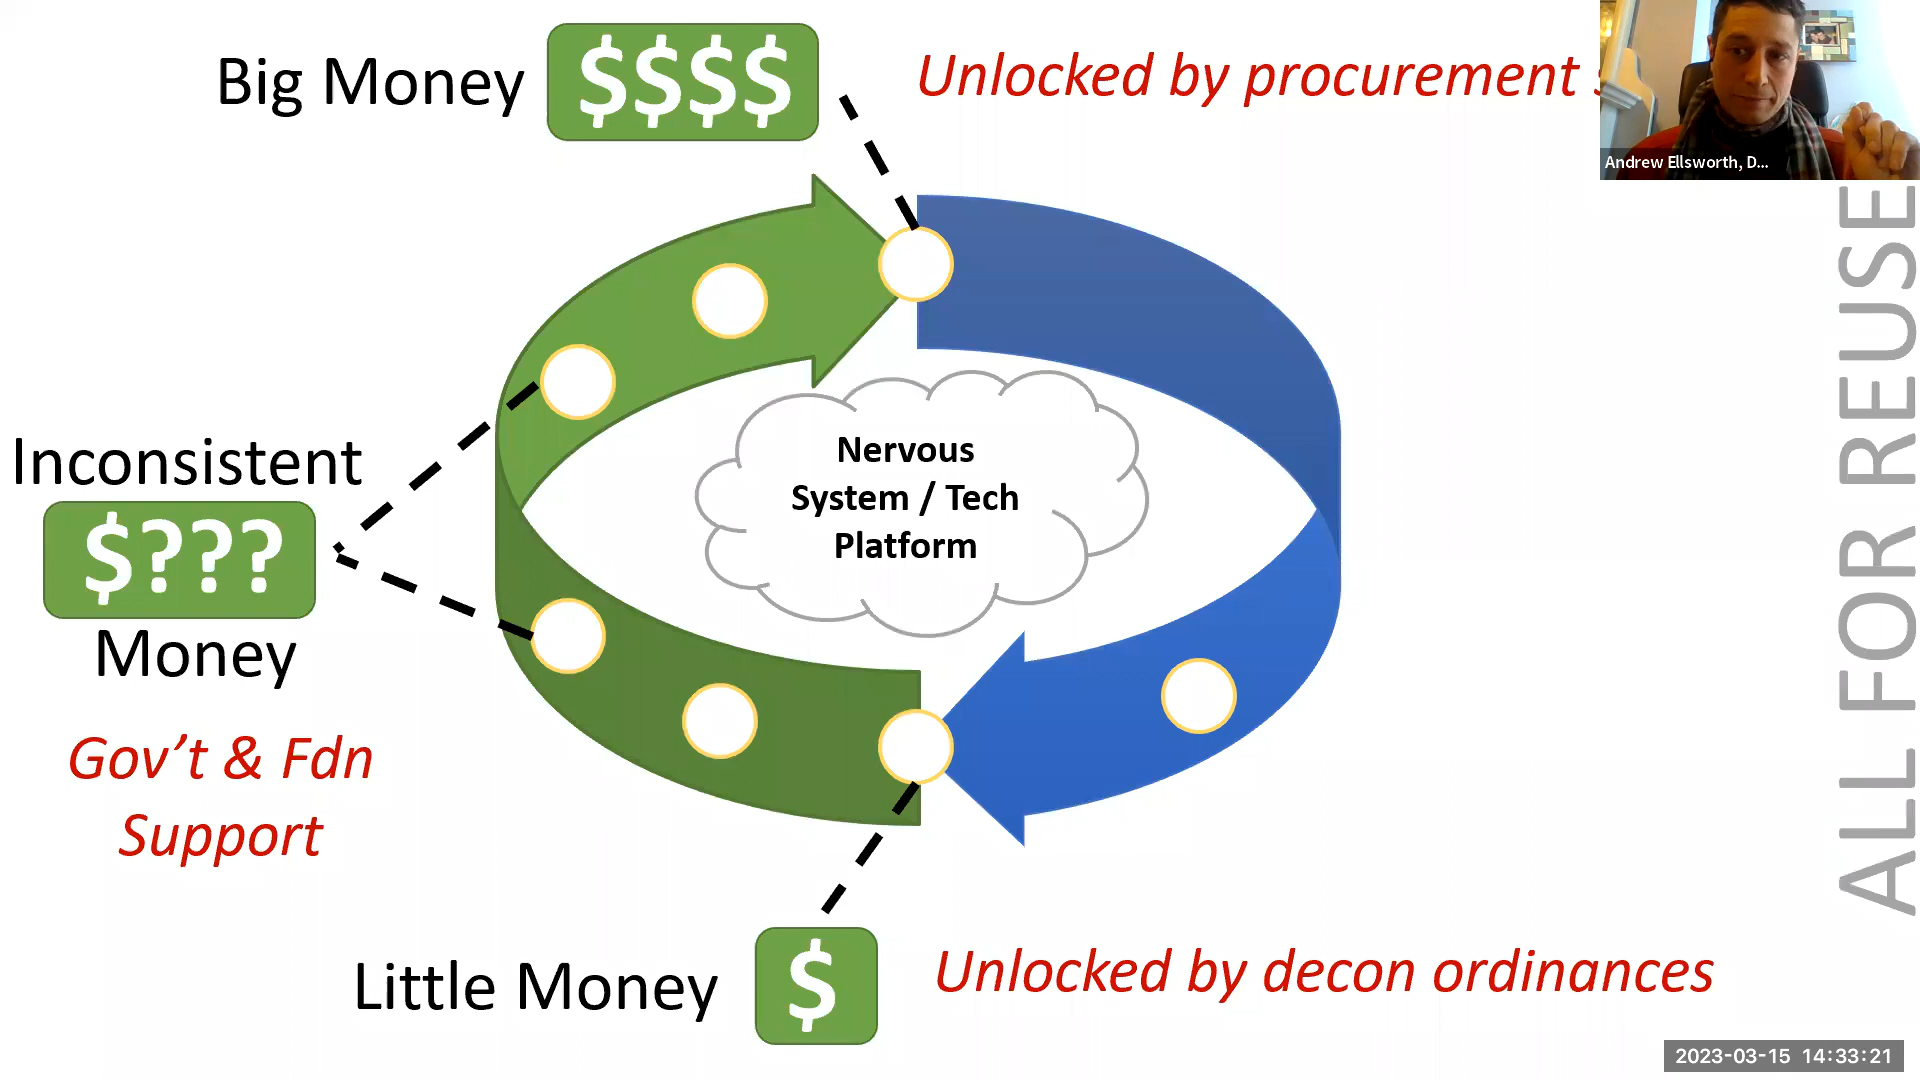 Big Money
$$$$
Unlocked by procurement
Andrew Ellsworth, D...
Nervous
System / Tech
Platform
Inconsistent
$???
Money
Gov’t & Fdn
Support
Little Money
$
Unlocked by decon ordinances
ALL FOR REUSE
2023-03-15 14:33:21